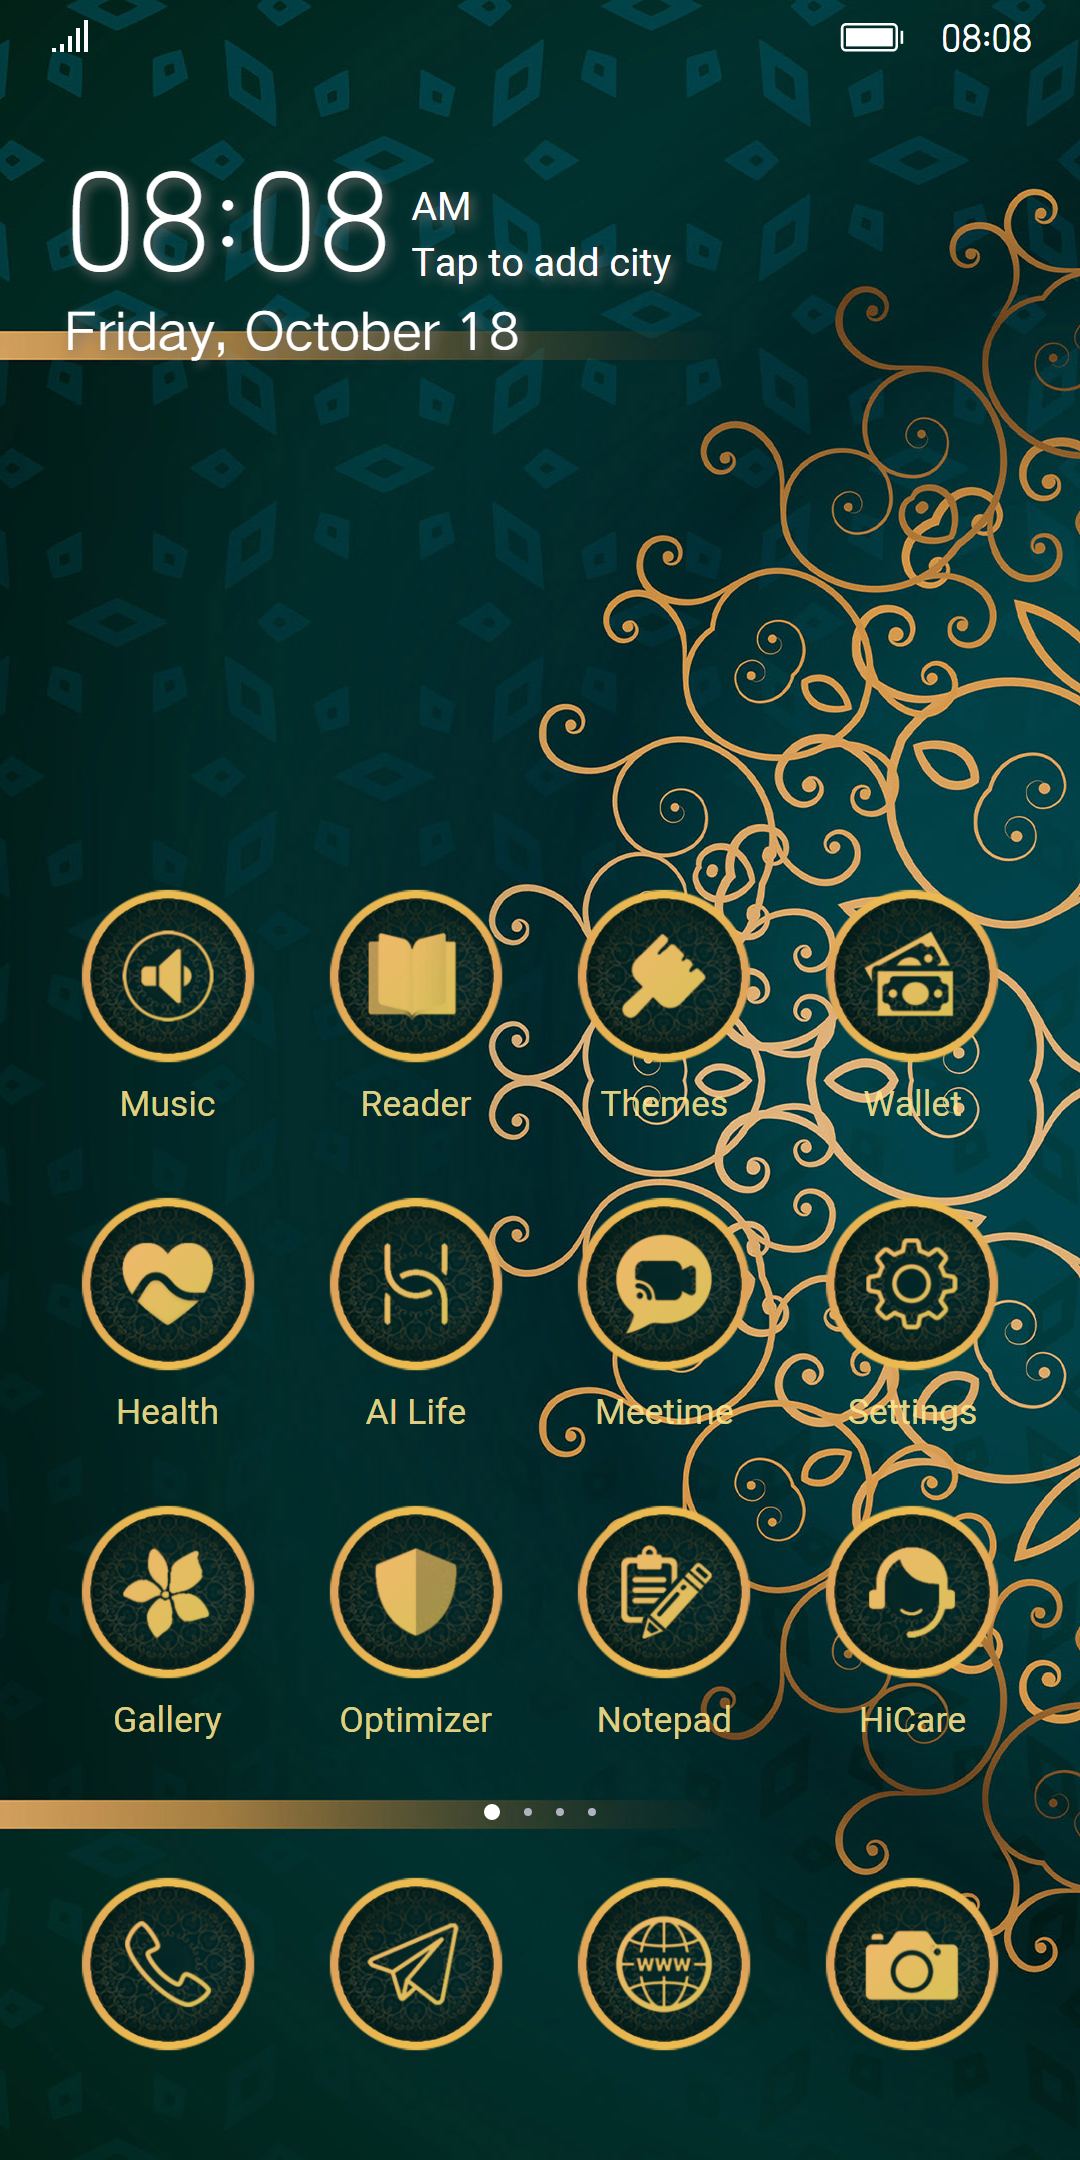 08:08
08:08 AM
Tap to add city
Friday, October 18
Music Reader Themes Wallet
Health AI Life Meetime Settings
Gallery Optimizer Notepad HiCare
www